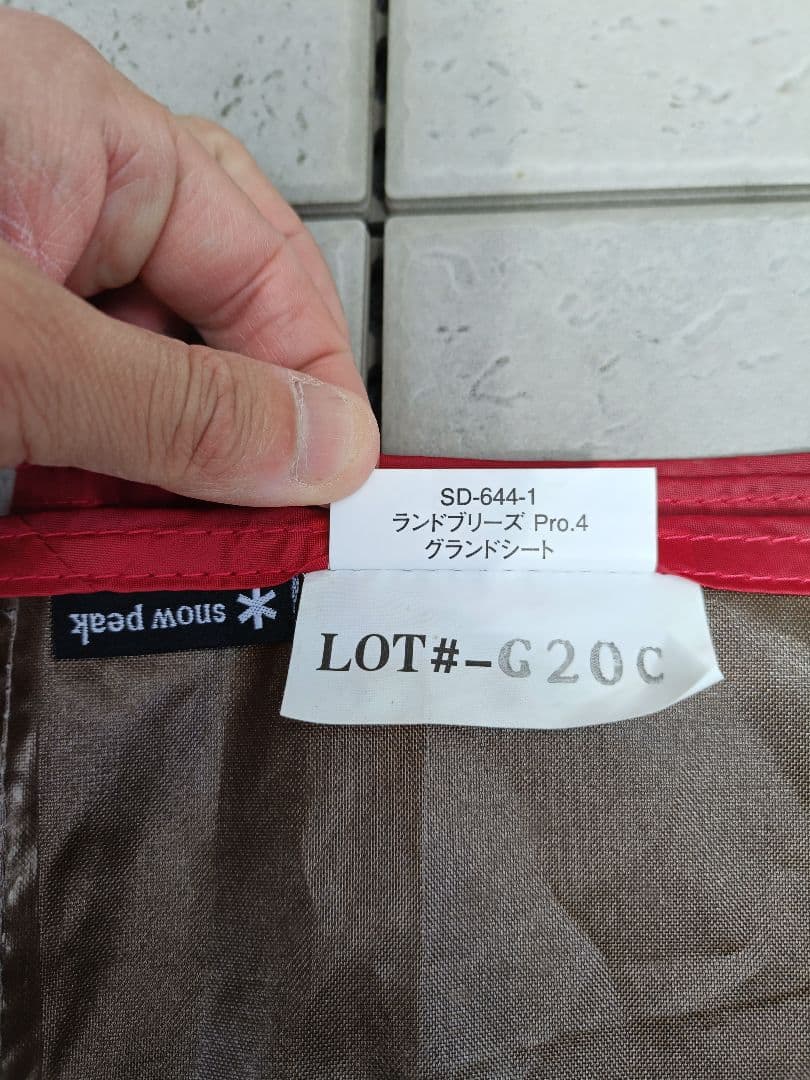 SD-644-1
ランドブリーズ Pro.4
グランドシート
snow peak
LOT#-G20C